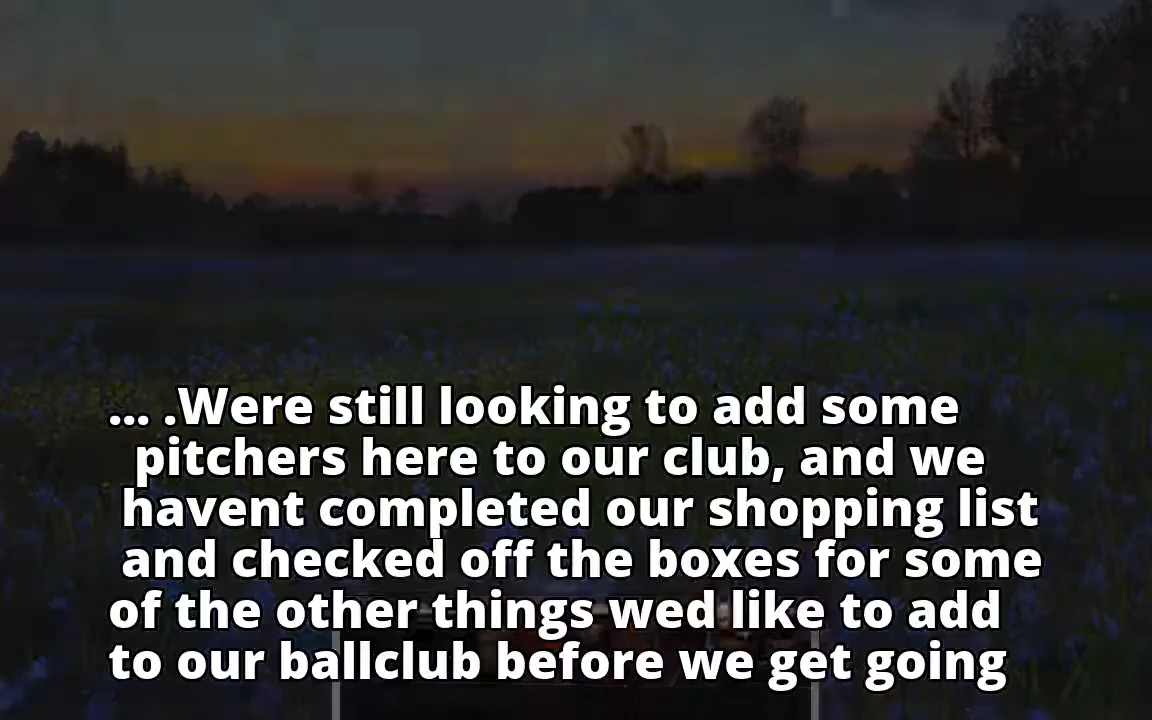 ... .Were still looking to add some
pitchers here to our club, and we
havent completed our shopping list
and checked off the boxes for some
of the other things wed like to add
to our ballclub before we get going